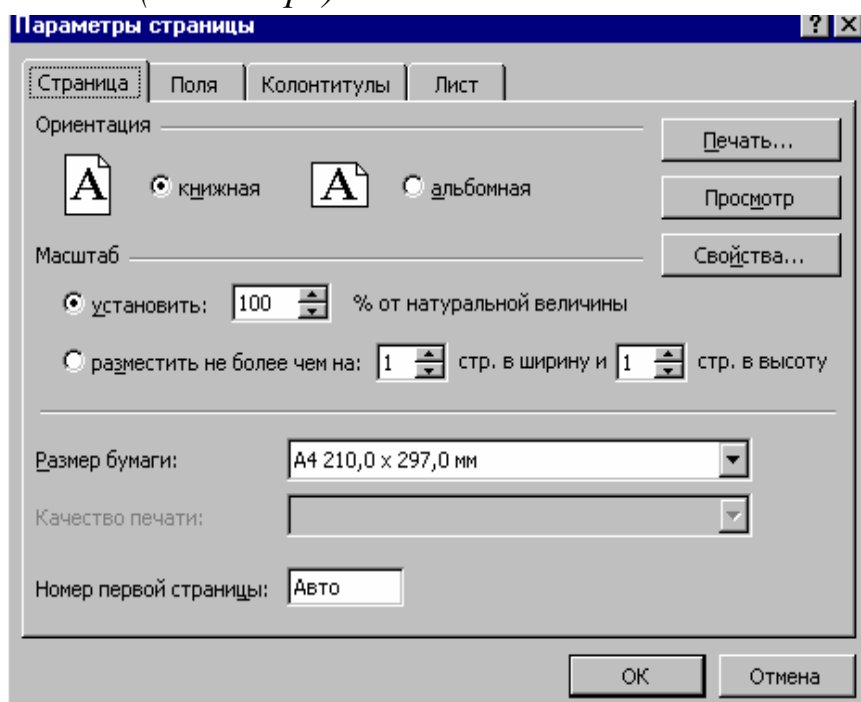 Параметры страницы
Страница Поля Колонтитулы Лист
Ориентация
Печать...
A книжная A альбомная
Просмотр
Масштаб
Свойства...
установить: 100 % от натуральной величины
разместить не более чем на: 1 стр. в ширину и 1 стр. в высоту
Размер бумаги: A4 210,0 x 297,0 мм
Качество печати:
Номер первой страницы: Авто
ОК Отмена